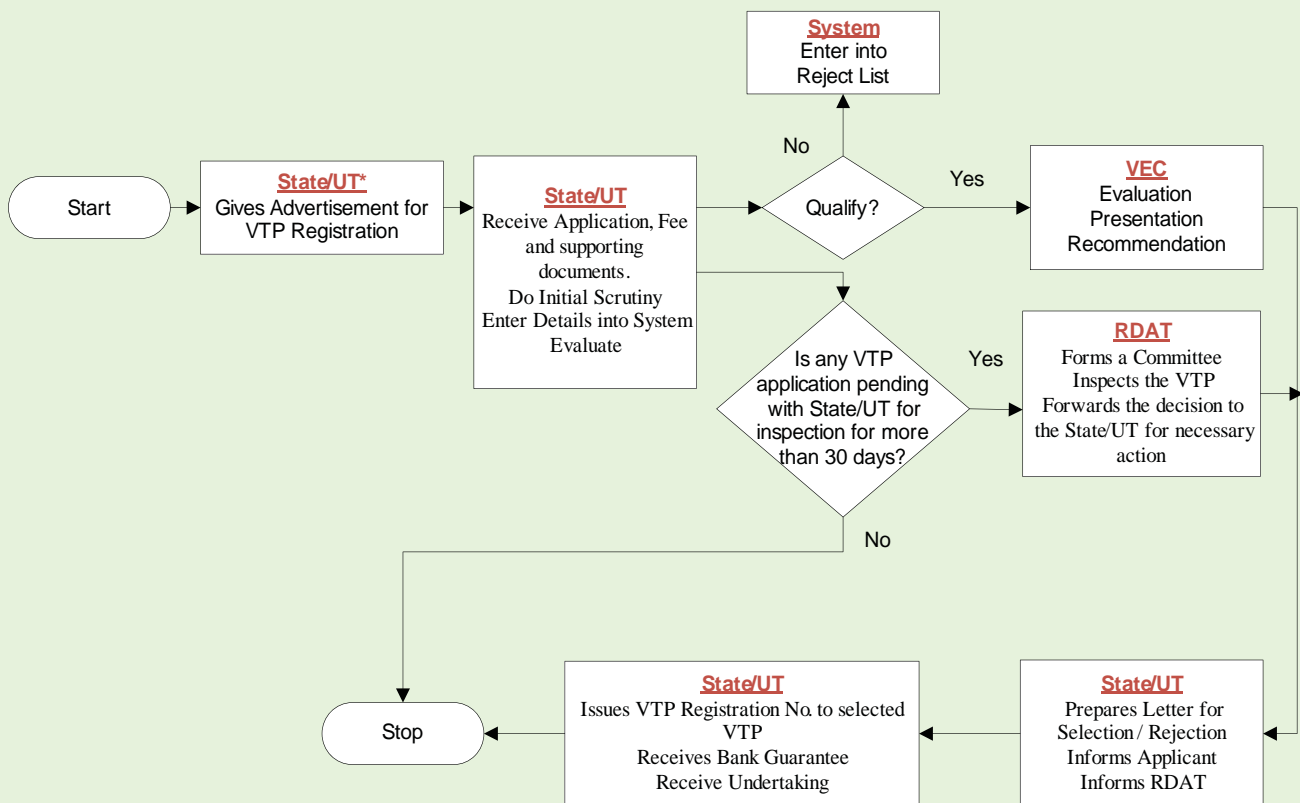 System
Enter into
Reject List
No
Start
State/UT*
Gives Advertisement for
VTP Registration
State/UT
Receive Application, Fee
and supporting
documents.
Do Initial Scrutiny
Enter Details into System
Evaluate
Qualify?
Yes
VEC
Evaluation
Presentation
Recommendation
Is any VTP
application pending
with State/UT for
inspection for more
than 30 days?
Yes
RDAT
Forms a Committee
Inspects the VTP
Forwards the decision to
the State/UT for necessary
action
No
Stop
State/UT
Issues VTP Registration No. to selected
VTP
Receives Bank Guarantee
Receive Undertaking
State/UT
Prepares Letter for
Selection / Rejection
Informs Applicant
Informs RDAT